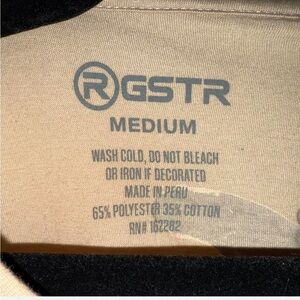 RGSTR
MEDIUM
WASH COLD, DO NOT BLEACH
OR IRON IF DECORATED
MADE IN PERU
65% POLYESTER 35% COTTON
RN# 162282